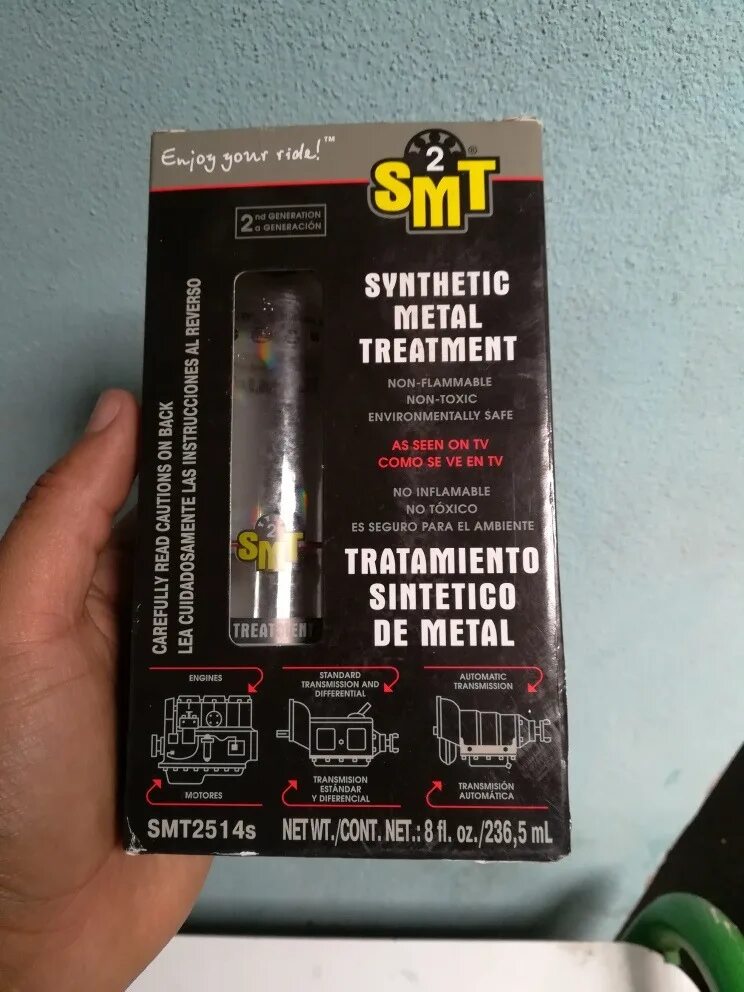 Enjoy your ride!™
2
SMT®
2nd GENERATION
a GENERACIÓN
CAREFULLY READ CAUTIONS ON BACK
LEA CUIDADOSAMENTE LAS INSTRUCCIONES AL REVERSO
SYNTHETIC
METAL
TREATMENT
NON-FLAMMABLE
NON-TOXIC
ENVIRONMENTALLY SAFE
AS SEEN ON TV
COMO SE VE EN TV
NO INFLAMABLE
NO TÓXICO
ES SEGURO PARA EL AMBIENTE
TRATAMIENTO
SINTETICO
DE METAL
2
SMT
TREATMENT
ENGINES
MOTORES
STANDARD
TRANSMISSION AND
DIFFERENTIAL
TRANSMISION
ESTÁNDAR
Y DIFERENCIAL
AUTOMATIC
TRANSMISSION
TRANSMISIÓN
AUTOMÁTICA
SMT2514s NET WT./CONT. NET.: 8 fl. oz./236,5 mL